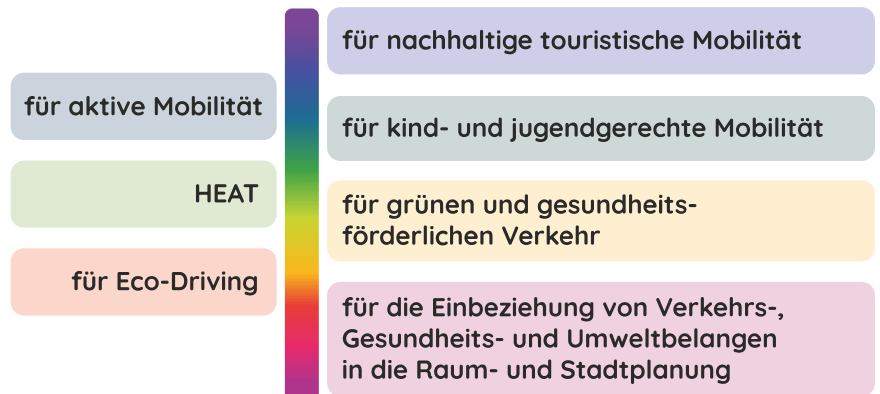 für aktive Mobilität
HEAT
für Eco-Driving
für nachhaltige touristische Mobilität
für kind- und jugendgerechte Mobilität
für grünen und gesundheits-
förderlichen Verkehr
für die Einbeziehung von Verkehrs-,
Gesundheits- und Umweltbelangen
in die Raum- und Stadtplanung